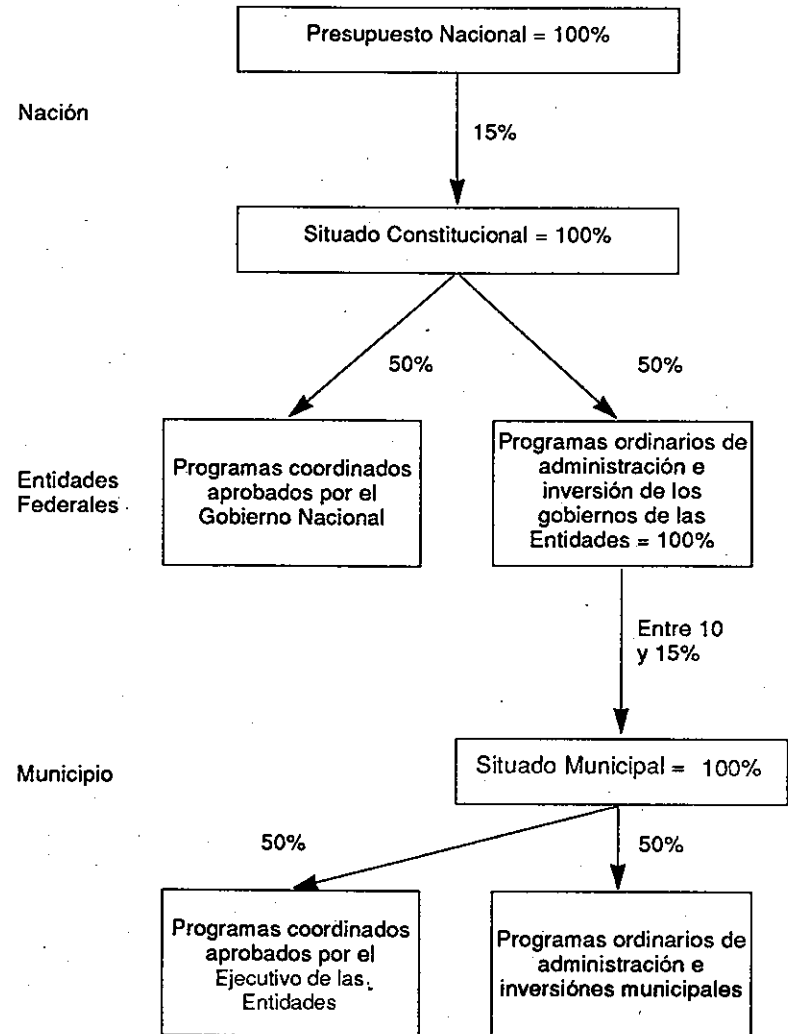 Presupuesto Nacional = 100%
Nación
15%
Situado Constitucional = 100%
50%
50%
Entidades
Federales
Programas coordinados
aprobados por el
Gobierno Nacional
Programas ordinarios de
administración e
inversión de los
gobiernos de las
Entidades = 100%
Entre 10
y 15%
Municipio
Situado Municipal = 100%
50%
50%
Programas coordinados
aprobados por el
Ejecutivo de las
Entidades
Programas ordinarios de
administración e
inversiónes municipales